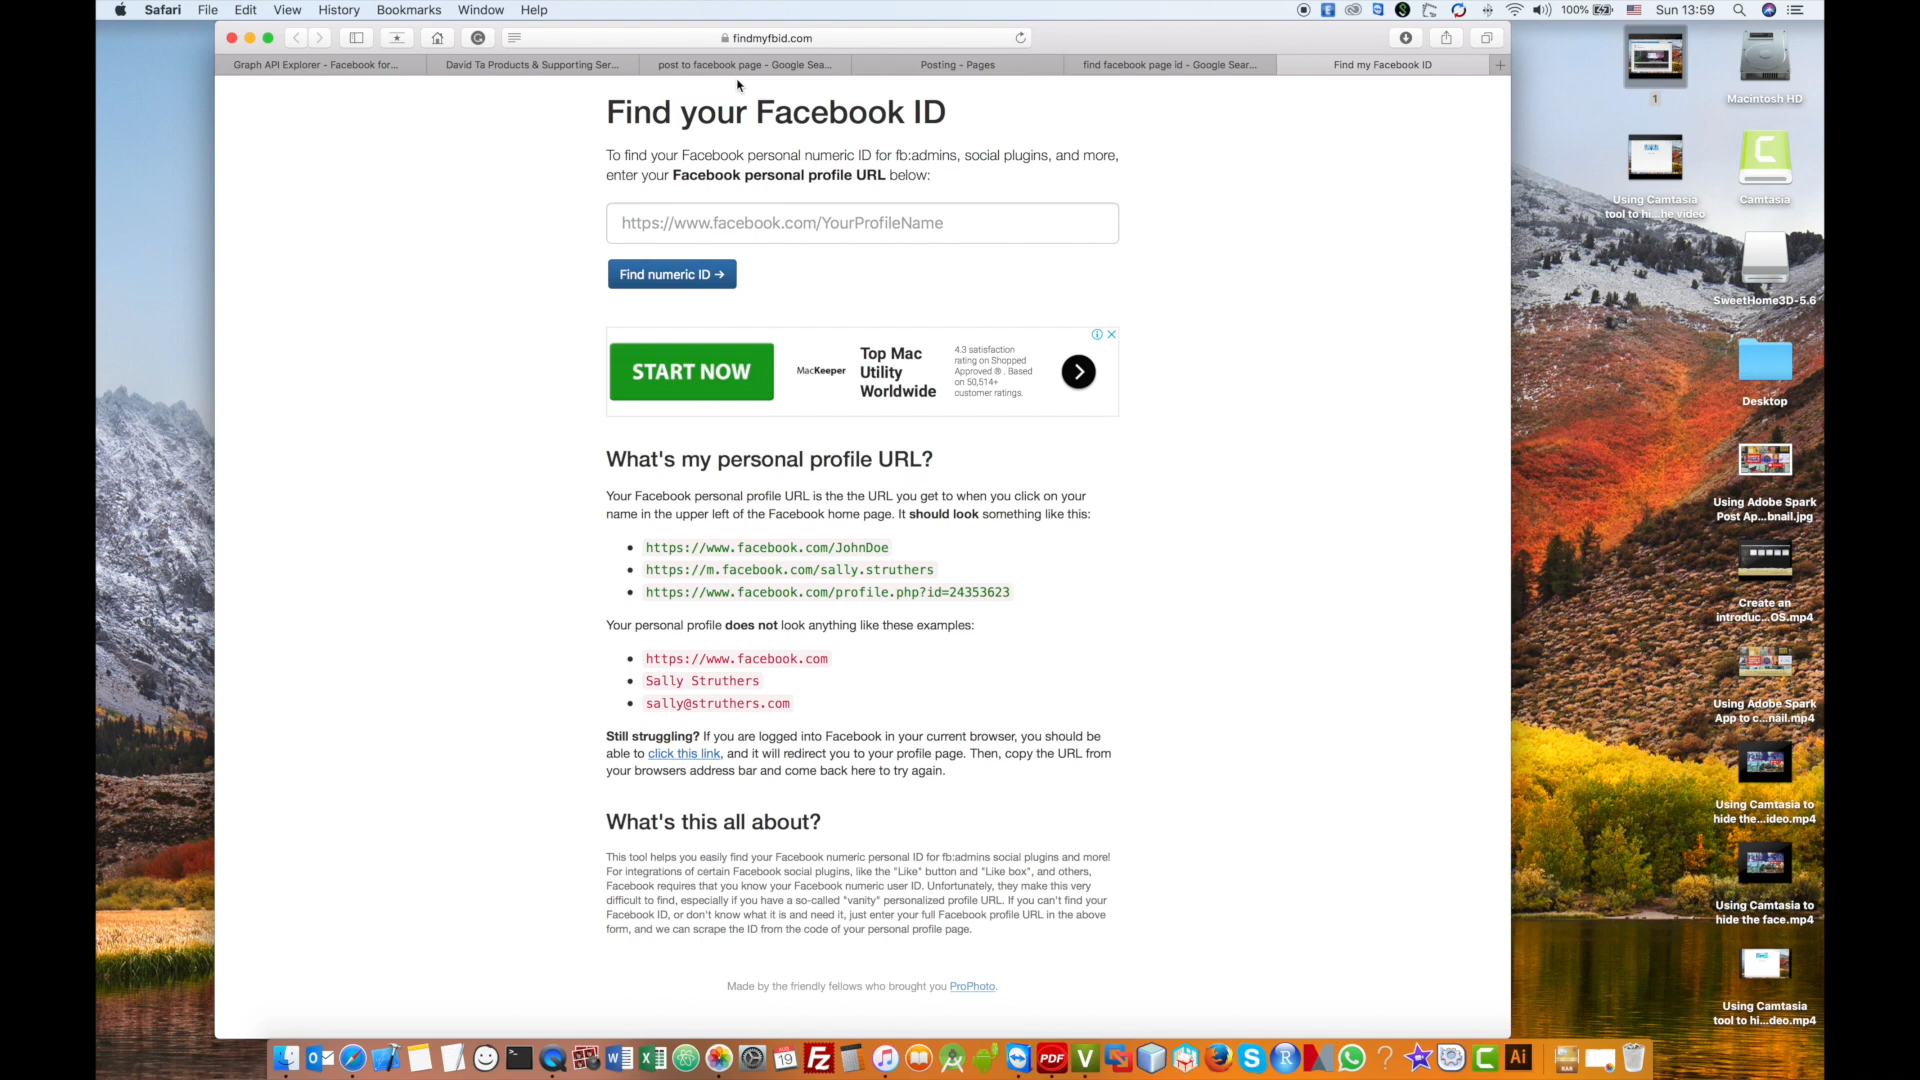 Safari File Edit View History Bookmarks Window Help
100% Sun 13:59
findmyfbid.com
Graph API Explorer - Facebook for...
David Ta Products & Supporting Ser...
post to facebook page - Google Sea...
Posting - Pages
find facebook page id - Google Sear...
Find my Facebook ID
Find your Facebook ID
To find your Facebook personal numeric ID for fb:admins, social plugins, and more,
enter your Facebook personal profile URL below:
https://www.facebook.com/YourProfileName
Find numeric ID →
START NOW
MacKeeper
Top Mac
Utility
Worldwide
4.3 satisfaction
rating on Shopped
Approved ® . Based
on 50,514+
customer ratings.
What's my personal profile URL?
Your Facebook personal profile URL is the the URL you get to when you click on your
name in the upper left of the Facebook home page. It should look something like this:
https://www.facebook.com/JohnDoe
https://m.facebook.com/sally.struthers
https://www.facebook.com/profile.php?id=24353623
Your personal profile does not look anything like these examples:
https://www.facebook.com
Sally Struthers
sally@struthers.com
Still struggling? If you are logged into Facebook in your current browser, you should be
able to click this link, and it will redirect you to your profile page. Then, copy the URL from
your browsers address bar and come back here to try again.
What's this all about?
This tool helps you easily find your Facebook numeric personal ID for fb:admins social plugins and more!
For integrations of certain Facebook social plugins, like the "Like" button and "Like box", and others,
Facebook requires that you know your Facebook numeric user ID. Unfortunately, they make this very
difficult to find, especially if you have a so-called "vanity" personalized profile URL. If you can't find your
Facebook ID, or don't know what it is and need it, just enter your full Facebook profile URL in the above
form, and we can scrape the ID from the code of your personal profile page.
Made by the friendly fellows who brought you ProPhoto.
1
Using Camtasia
tool to hi...he video
Macintosh HD
Camtasia
SweetHome3D-5.6
Desktop
Using Adobe Spark
Post Ap...bnail.jpg
Create an
introduc...OS.mp4
Using Adobe Spark
App to c...nail.mp4
Using Camtasia to
hide the...ideo.mp4
Using Camtasia to
hide the face.mp4
Using Camtasia
tool to hi...deo.mp4
19
PDF
Ai